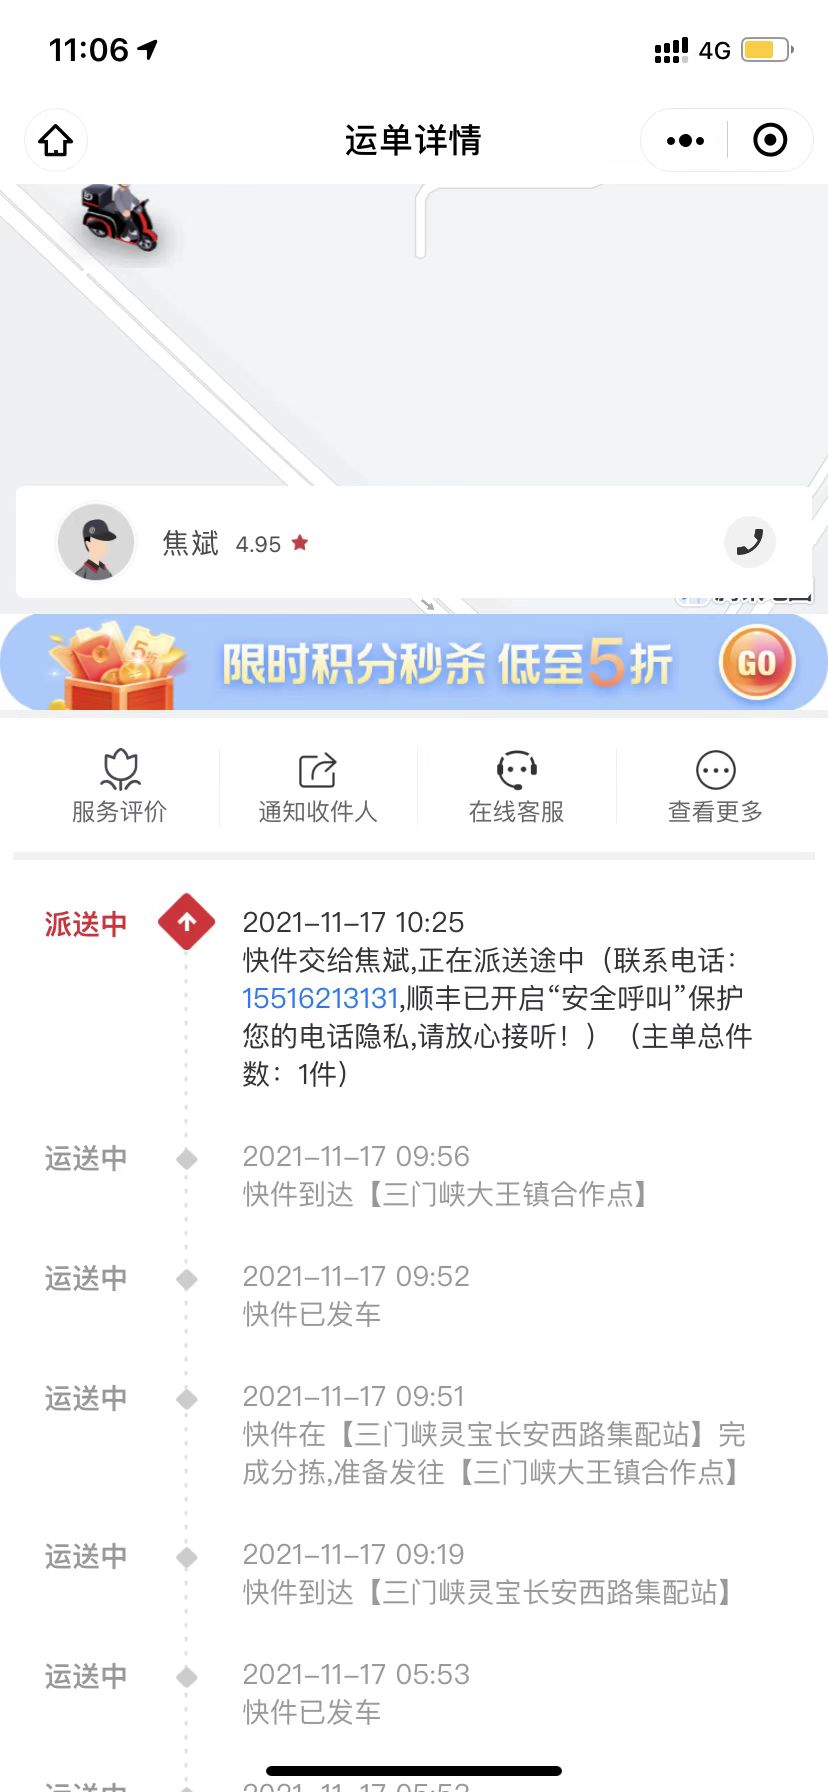 11:06
4G
运单详情
焦斌 4.95
限时积分秒杀 低至5折
GO
服务评价
通知收件人
在线客服
查看更多
派送中
2021-11-17 10:25
快件交给焦斌,正在派送途中（联系电话：
15516213131,顺丰已开启“安全呼叫”保护
您的电话隐私,请放心接听！）（主单总件
数：1件）
运送中
2021-11-17 09:56
快件到达【三门峡大王镇合作点】
运送中
2021-11-17 09:52
快件已发车
运送中
2021-11-17 09:51
快件在【三门峡灵宝长安西路集配站】完
成分拣,准备发往【三门峡大王镇合作点】
运送中
2021-11-17 09:19
快件到达【三门峡灵宝长安西路集配站】
运送中
2021-11-17 05:53
快件已发车